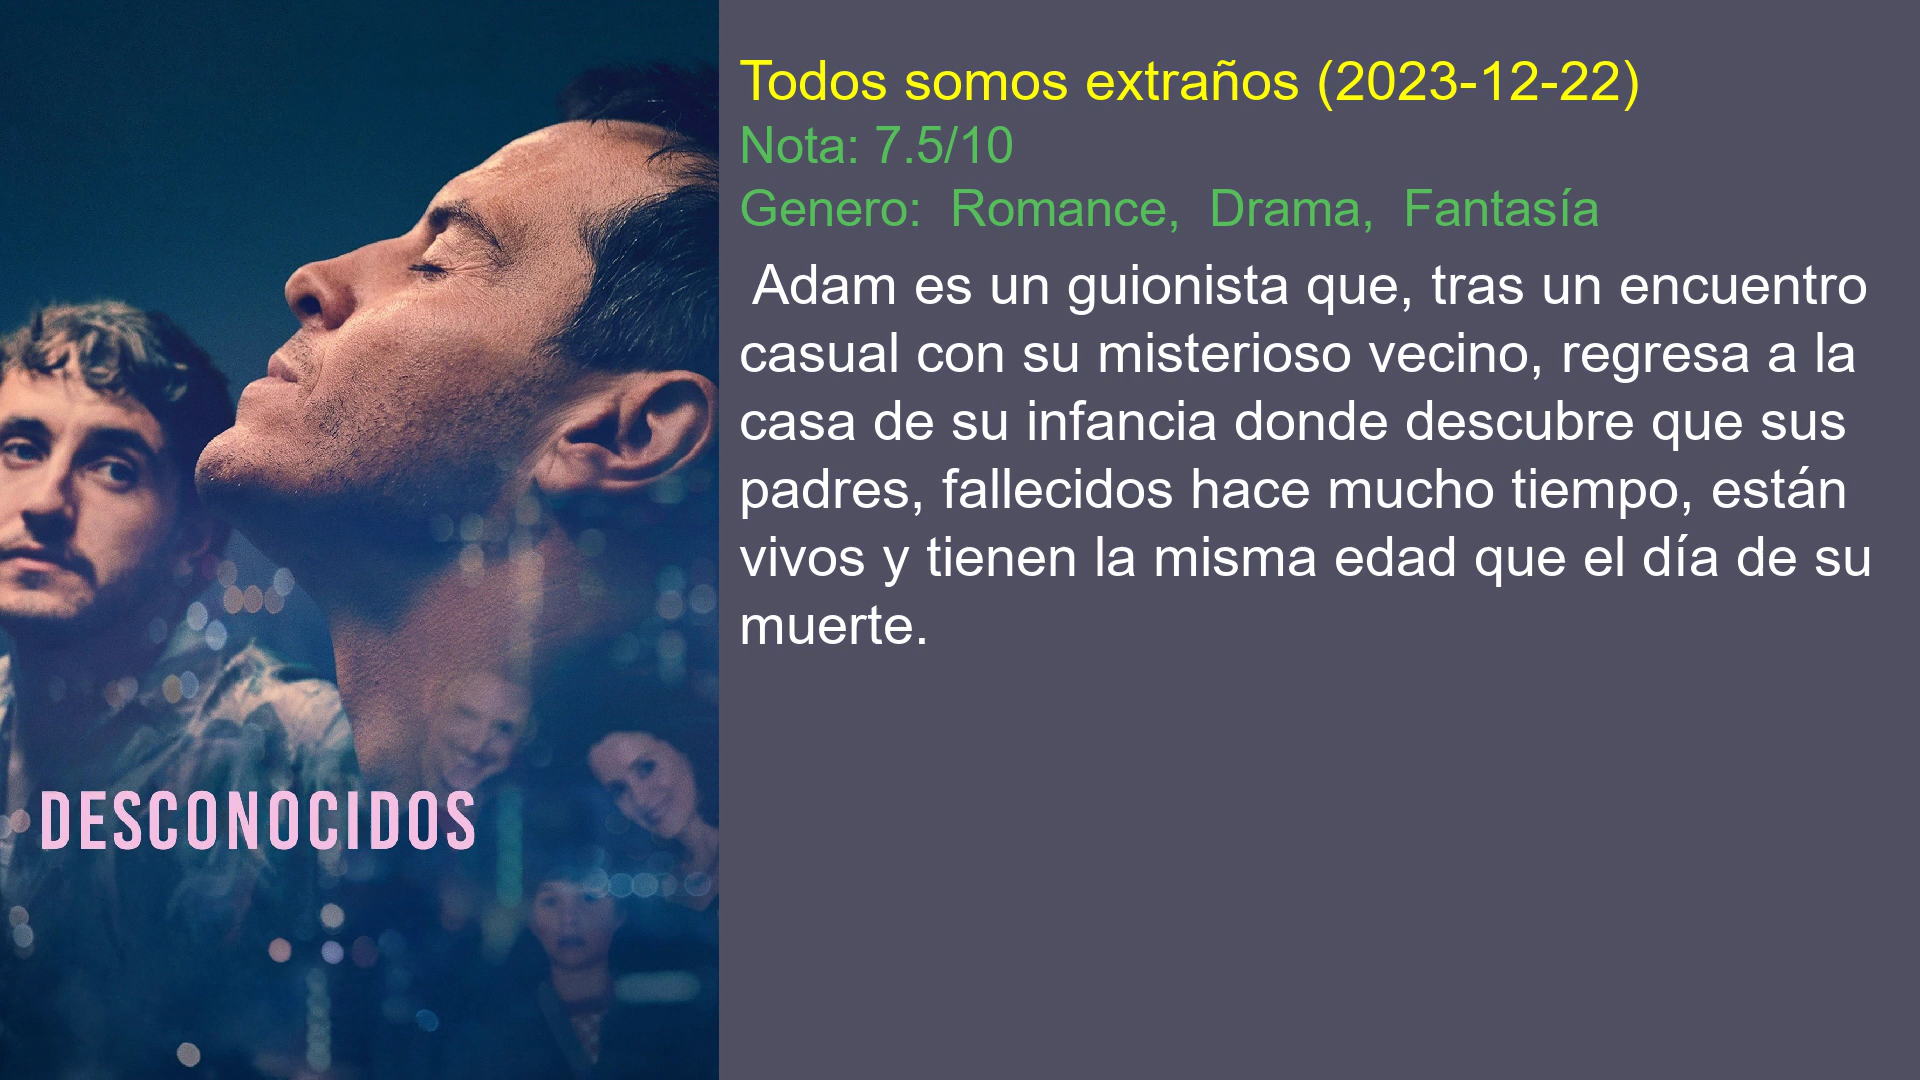 Todos somos extraños (2023-12-22)
Nota: 7.5/10
Genero:  Romance,  Drama,  Fantasía
Adam es un guionista que, tras un encuentro
casual con su misterioso vecino, regresa a la
casa de su infancia donde descubre que sus
padres, fallecidos hace mucho tiempo, están
vivos y tienen la misma edad que el día de su
muerte.
DESCONOCIDOS